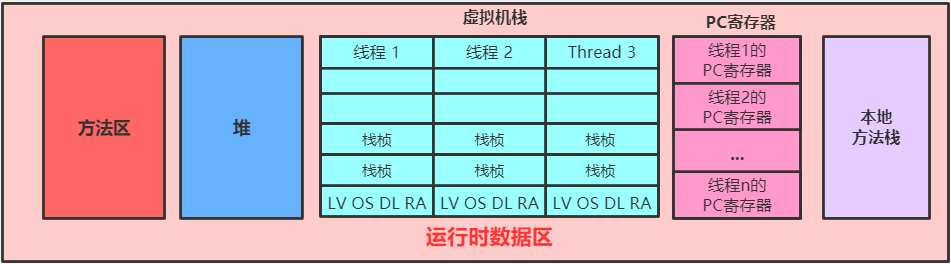 虚拟机栈
PC寄存器
方法区
堆
线程 1
线程 2
Thread 3
栈桢
栈桢
栈桢
栈桢
栈桢
栈桢
LV OS DL RA
LV OS DL RA
LV OS DL RA
线程1的
PC寄存器
线程2的
PC寄存器
...
线程n的
PC寄存器
本地
方法栈
运行时数据区